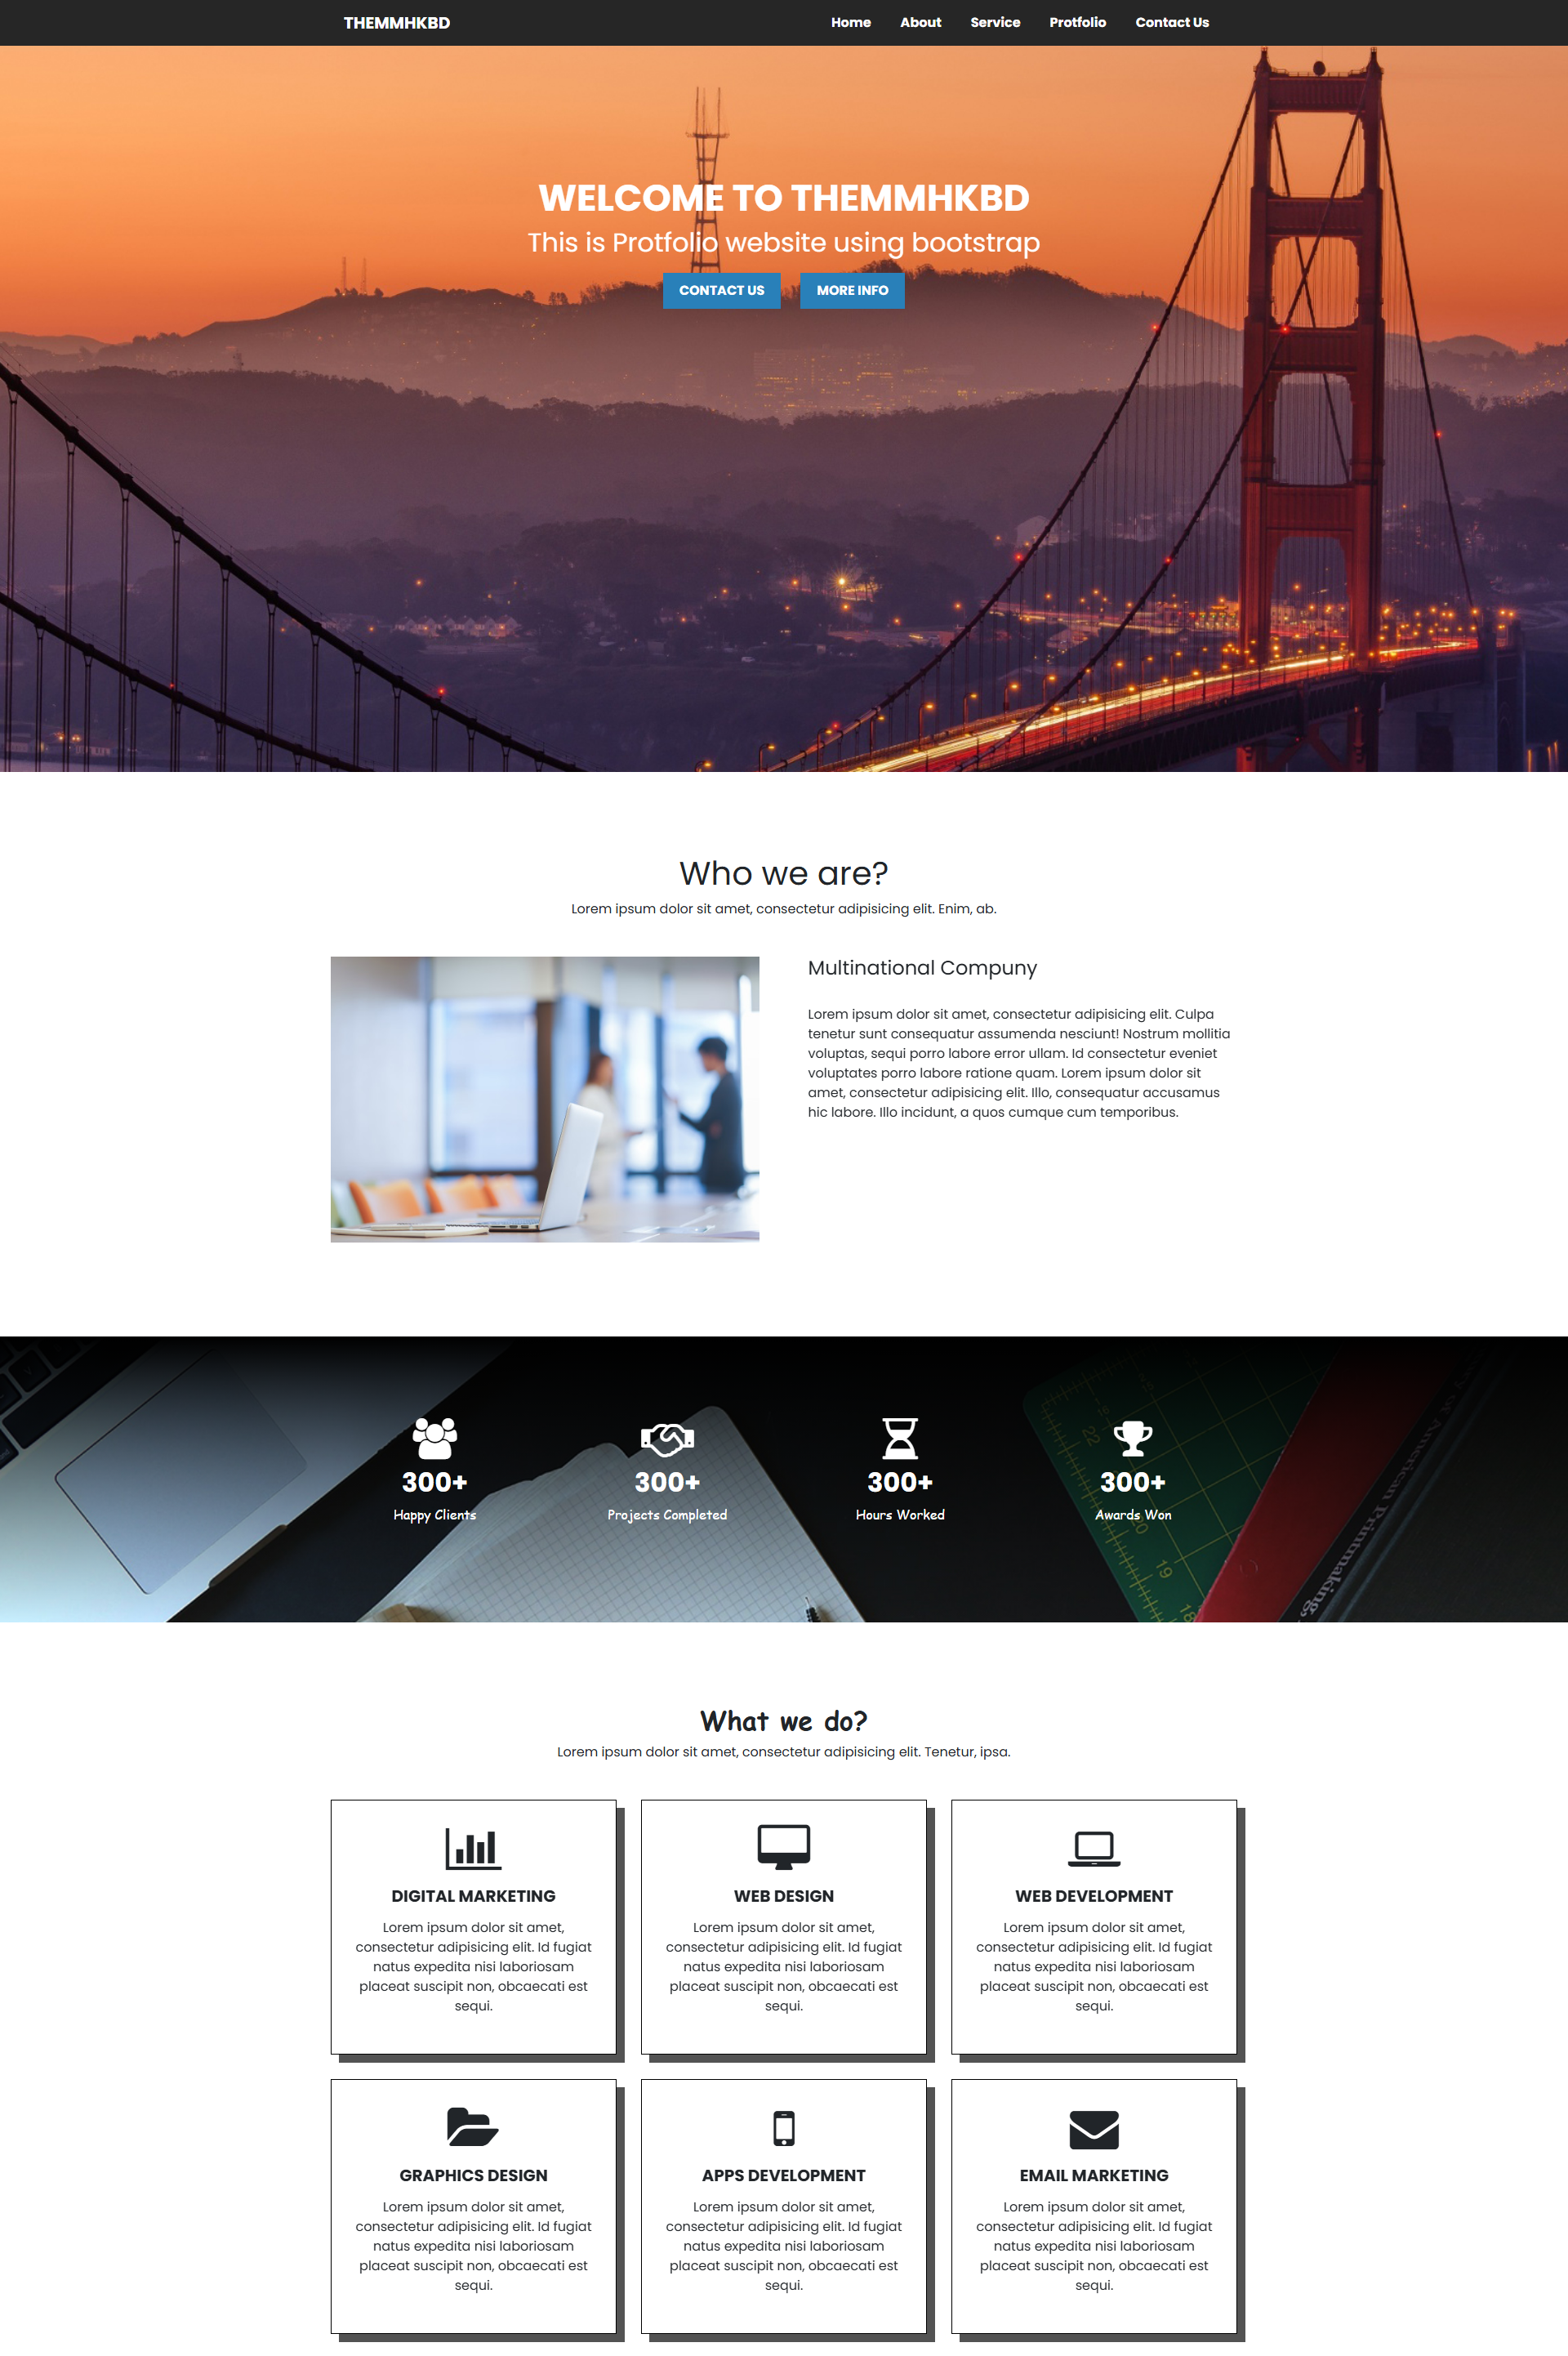 THEMMHKBD
Home About Service Protfolio Contact Us
WELCOME TO THEMMHKBD
This is Protfolio website using bootstrap
CONTACT US MORE INFO
Who we are?
Lorem ipsum dolor sit amet, consectetur adipisicing elit. Enim, ab.
Multinational Compuny
Lorem ipsum dolor sit amet, consectetur adipisicing elit. Culpa
tenetur sunt consequatur assumenda nesciunt! Nostrum mollitia
voluptas, sequi porro labore error ullam. Id consectetur eveniet
voluptates porro labore ratione quam. Lorem ipsum dolor sit
amet, consectetur adipisicing elit. Illo, consequatur accusamus
hic labore. Illo incidunt, a quos cumque cum temporibus.
300+
Happy Clients
300+
Projects Completed
300+
Hours Worked
300+
Awards Won
22
20
19
18
American Printmaking
What we do?
Lorem ipsum dolor sit amet, consectetur adipisicing elit. Tenetur, ipsa.
DIGITAL MARKETING
Lorem ipsum dolor sit amet,
consectetur adipisicing elit. Id fugiat
natus expedita nisi laboriosam
placeat suscipit non, obcaecati est
sequi.
WEB DESIGN
Lorem ipsum dolor sit amet,
consectetur adipisicing elit. Id fugiat
natus expedita nisi laboriosam
placeat suscipit non, obcaecati est
sequi.
WEB DEVELOPMENT
Lorem ipsum dolor sit amet,
consectetur adipisicing elit. Id fugiat
natus expedita nisi laboriosam
placeat suscipit non, obcaecati est
sequi.
GRAPHICS DESIGN
Lorem ipsum dolor sit amet,
consectetur adipisicing elit. Id fugiat
natus expedita nisi laboriosam
placeat suscipit non, obcaecati est
sequi.
APPS DEVELOPMENT
Lorem ipsum dolor sit amet,
consectetur adipisicing elit. Id fugiat
natus expedita nisi laboriosam
placeat suscipit non, obcaecati est
sequi.
EMAIL MARKETING
Lorem ipsum dolor sit amet,
consectetur adipisicing elit. Id fugiat
natus expedita nisi laboriosam
placeat suscipit non, obcaecati est
sequi.